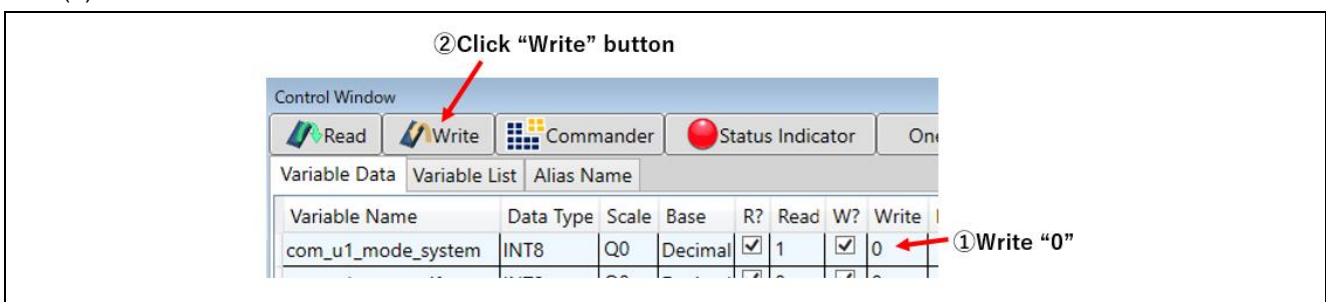 ②Click “Write” button
Control Window
Read Write Commander Status Indicator
Variable Data Variable List Alias Name
Variable Name Data Type Scale Base R? Read W? Write
com_u1_mode_system INT8 Q0 Decimal 1 0
①Write “0”